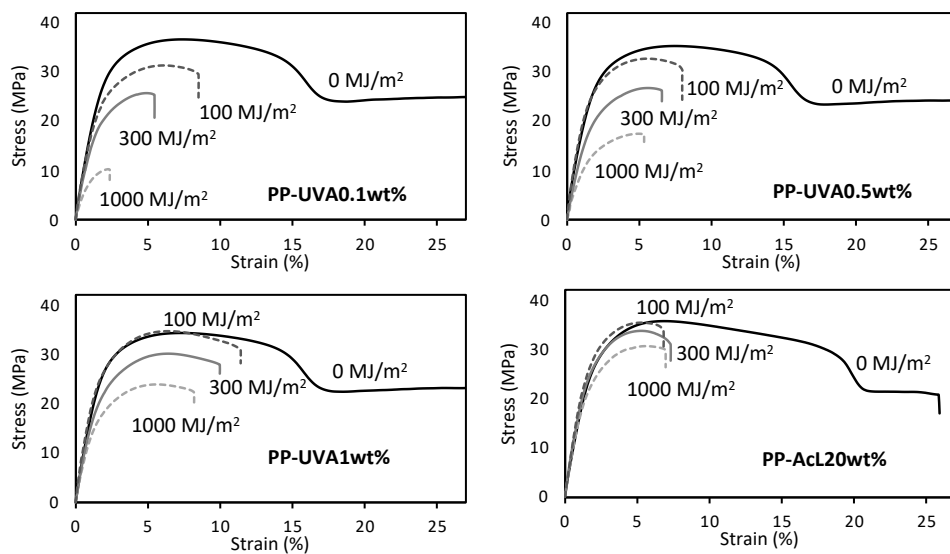 40
30
20
10
0
Stress (MPa)
0 MJ/m²
100 MJ/m²
300 MJ/m²
1000 MJ/m²
PP-UVA0.1wt%
0 5 10 15 20 25
Strain (%)
40
30
20
10
0
Stress (MPa)
0 MJ/m²
100 MJ/m²
300 MJ/m²
1000 MJ/m²
PP-UVA0.5wt%
0 5 10 15 20 25
Strain (%)
40
30
20
10
0
Stress (MPa)
100 MJ/m²
0 MJ/m²
300 MJ/m²
1000 MJ/m²
PP-UVA1wt%
0 5 10 15 20 25
Strain (%)
40
30
20
10
0
Stress (MPa)
100 MJ/m²
300 MJ/m²
0 MJ/m²
1000 MJ/m²
PP-AcL20wt%
0 5 10 15 20 25
Strain (%)